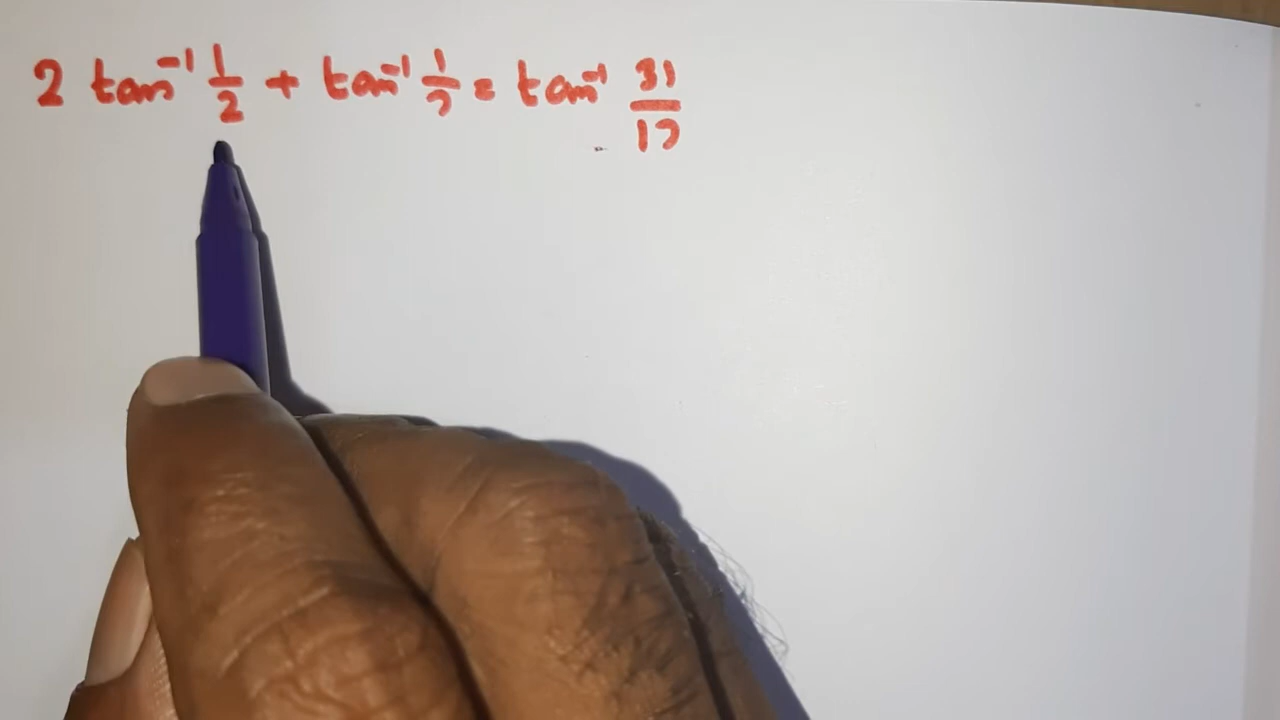 2 tan⁻¹ 1/2 + tan⁻¹ 1/7 = tan⁻¹ 31/17